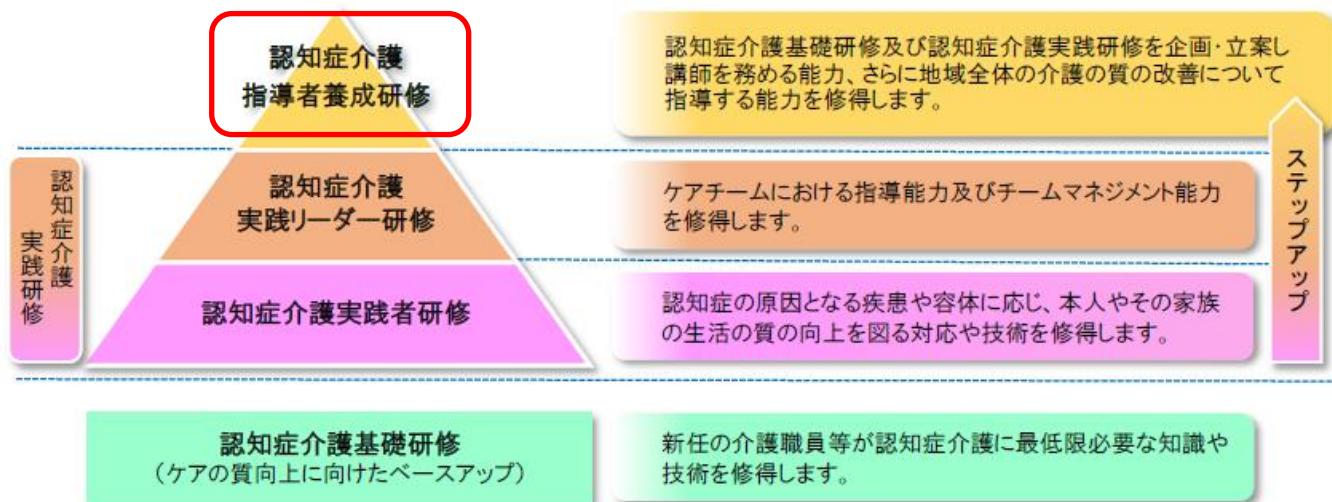 認知症介護
指導者養成研修
認知症介護基礎研修及び認知症介護実践研修を企画・立案し
講師を務める能力、さらに地域全体の介護の質の改善について
指導する能力を修得します。
認知症介護
実践研修
認知症介護
実践リーダー研修
ケアチームにおける指導能力及びチームマネジメント能力
を修得します。
ステップアップ
認知症介護実践者研修
認知症の原因となる疾患や容体に応じ、本人やその家族
の生活の質の向上を図る対応や技術を修得します。
認知症介護基礎研修
（ケアの質向上に向けたベースアップ）
新任の介護職員等が認知症介護に最低限必要な知識や
技術を修得します。